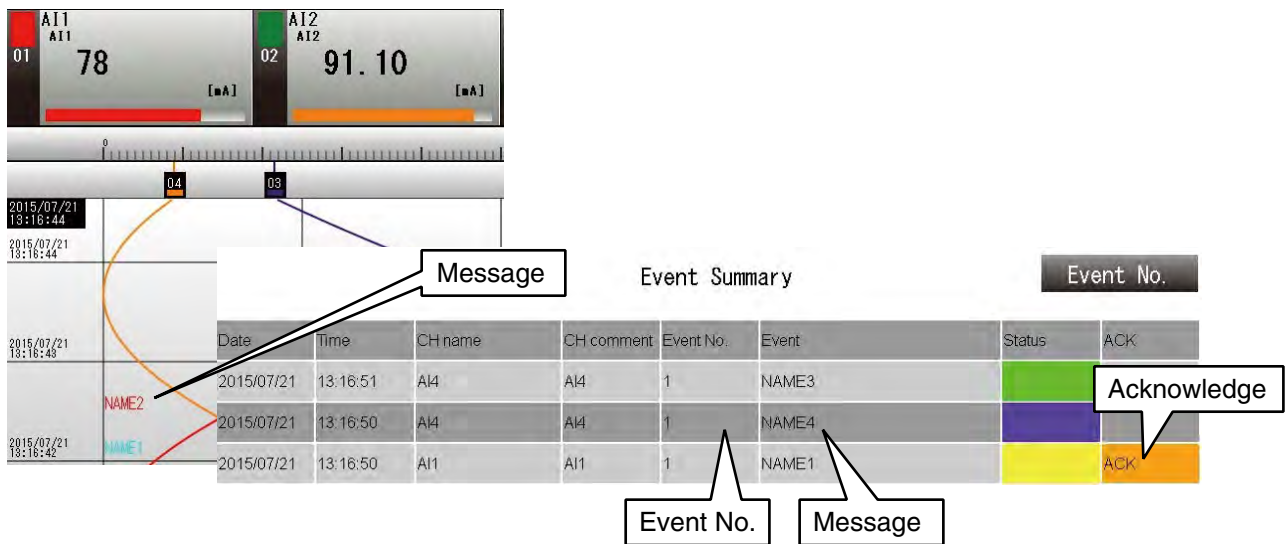 AI1
AI1
01
78
[mA]
AI2
AI2
02
91.10
[mA]
0
04
03
2015/07/21
13:16:44
2015/07/21
13:16:44
2015/07/21
13:16:43
NAME2
2015/07/21
13:16:42
NAME1
Message
Event Summary
Event No.
Date Time CH name CH comment Event No. Event Status ACK
2015/07/21 13:16:51 AI4 AI4 1 NAME3
Acknowledge
2015/07/21 13:16:50 AI4 AI4 1 NAME4
2015/07/21 13:16:50 AI1 AI1 1 NAME1 ACK
Event No.
Message